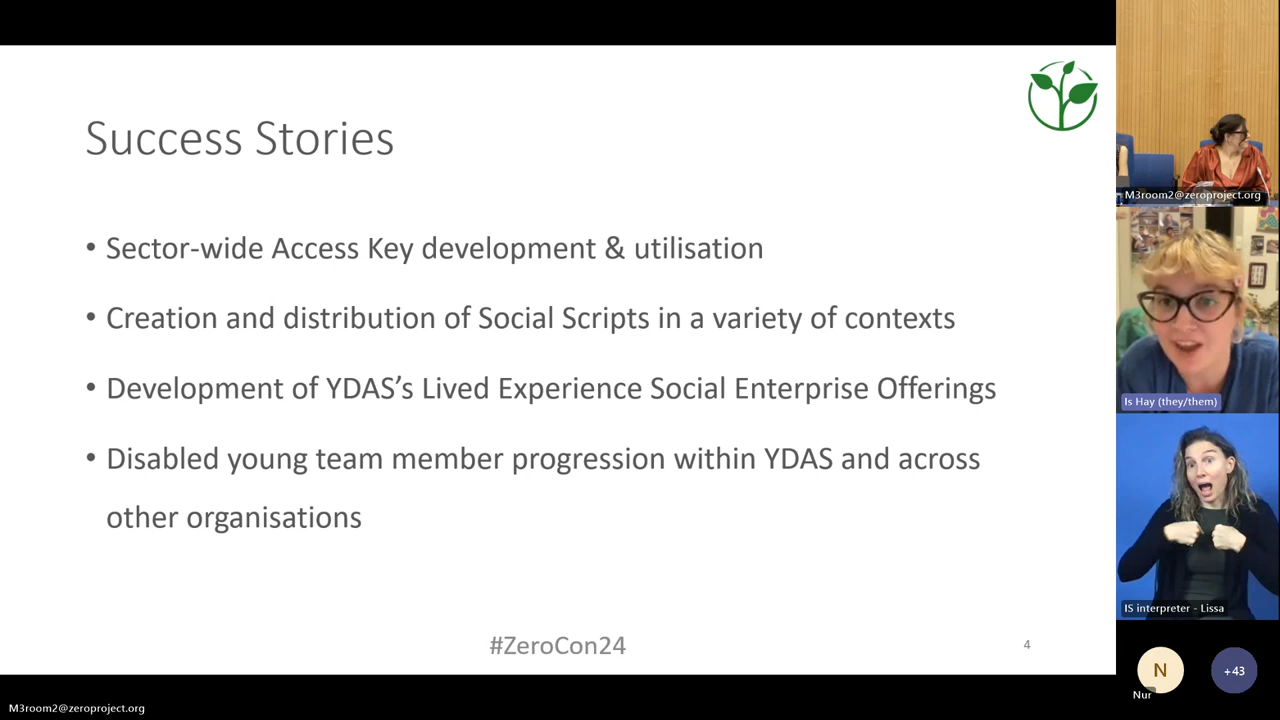 Success Stories
• Sector-wide Access Key development & utilisation
• Creation and distribution of Social Scripts in a variety of contexts
• Development of YDAS’s Lived Experience Social Enterprise Offerings
• Disabled young team member progression within YDAS and across
other organisations
#ZeroCon24
4
M3room2@zeroproject.org
Is Hay (they/them)
IS interpreter - Lissa
N
Nur
+43
M3room2@zeroproject.org